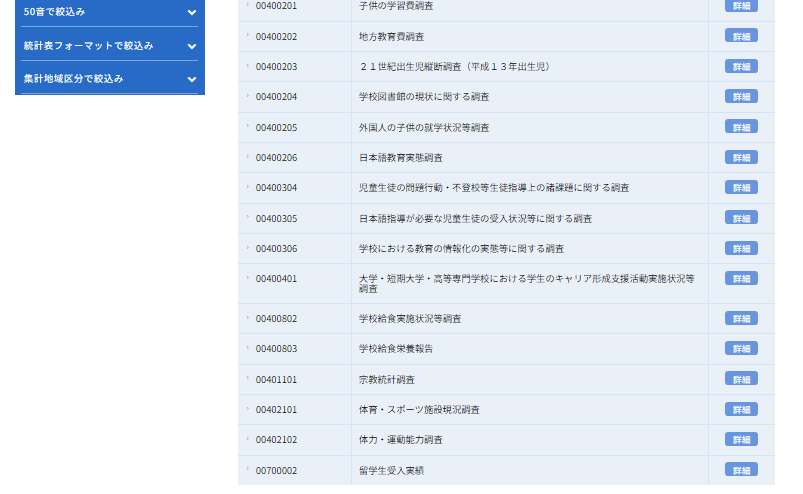 50音で絞込み
統計表フォーマットで絞込み
集計地域区分で絞込み
00400201 子供の学習費調査 詳細
00400202 地方教育費調査 詳細
00400203 ２１世紀出生児縦断調査（平成１３年出生児） 詳細
00400204 学校図書館の現状に関する調査 詳細
00400205 外国人の子供の就学状況等調査 詳細
00400206 日本語教育実態調査 詳細
00400304 児童生徒の問題行動・不登校等生徒指導上の諸課題に関する調査 詳細
00400305 日本語指導が必要な児童生徒の受入状況等に関する調査 詳細
00400306 学校における教育の情報化の実態等に関する調査 詳細
00400401 大学・短期大学・高等専門学校における学生のキャリア形成支援活動実施状況等 詳細
調査
00400802 学校給食実施状況等調査 詳細
00400803 学校給食栄養報告 詳細
00401101 宗教統計調査 詳細
00402101 体育・スポーツ施設現況調査 詳細
00402102 体力・運動能力調査 詳細
00700002 留学生受入実績 詳細